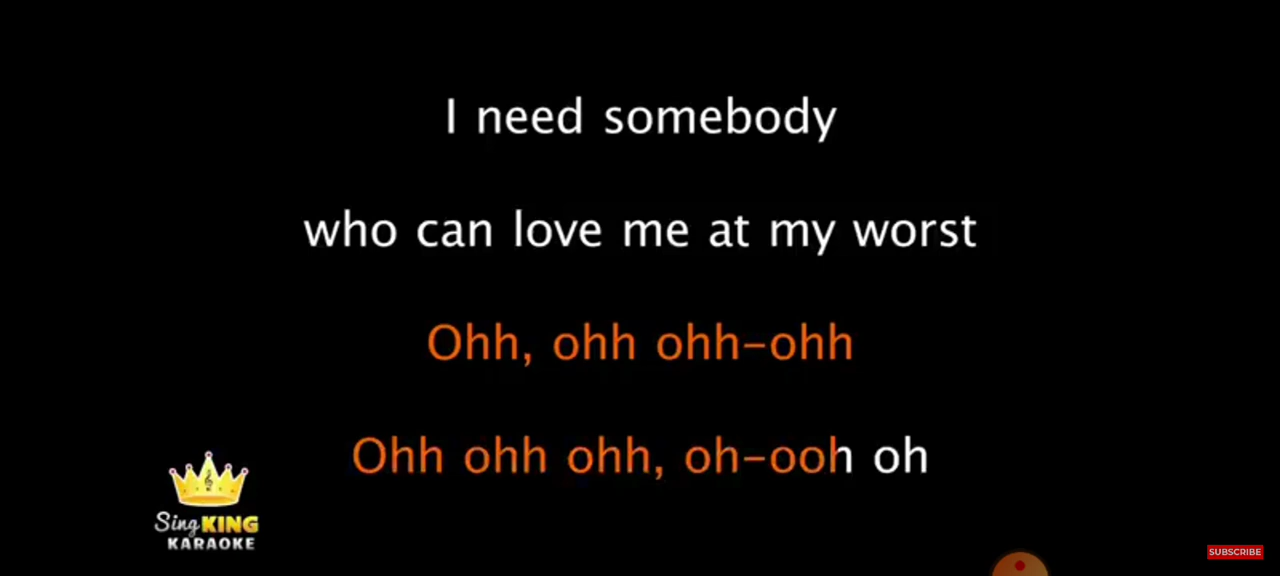 I need somebody
who can love me at my worst
Ohh, ohh ohh-ohh
Ohh ohh ohh, oh-ooh oh
Sing KING
KARAOKE
SUBSCRIBE